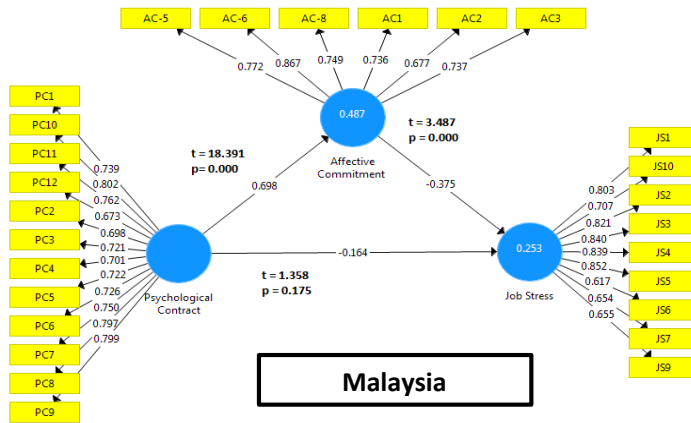 AC-5
AC-6
AC-8
AC1
AC2
AC3
0.772
0.867
0.749
0.736
0.677
0.737
0.487
Affective
Commitment
t = 3.487
p = 0.000
t = 18.391
p= 0.000
0.698
-0.375
PC1
PC10
PC11
PC12
PC2
PC3
PC4
PC5
PC6
PC7
PC8
PC9
0.739
0.802
0.762
0.673
0.698
0.721
0.701
0.722
0.726
0.750
0.797
0.799
Psychological
Contract
-0.164
t = 1.358
p = 0.175
0.253
Job Stress
0.803
0.707
0.821
0.840
0.839
0.852
0.617
0.654
0.655
JS1
JS10
JS2
JS3
JS4
JS5
JS6
JS7
JS9
Malaysia